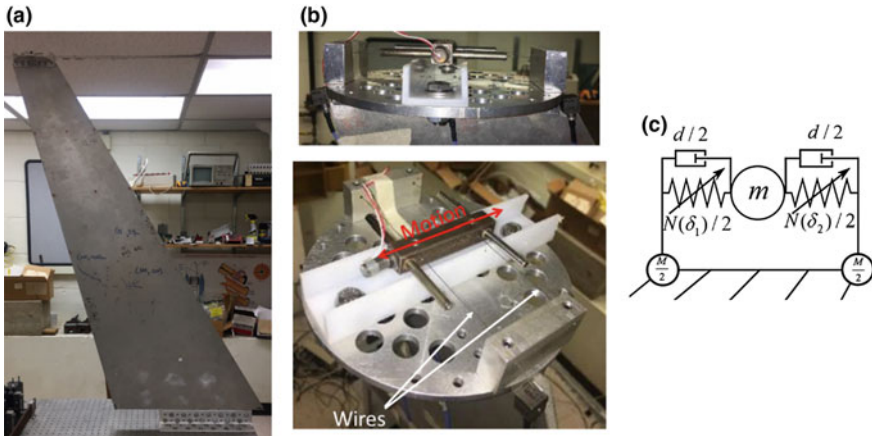 (a)
(b)
Motion
Wires
(c)
d/2 d/2
m
N(δ₁)/2 N(δ₂)/2
M/2 M/2